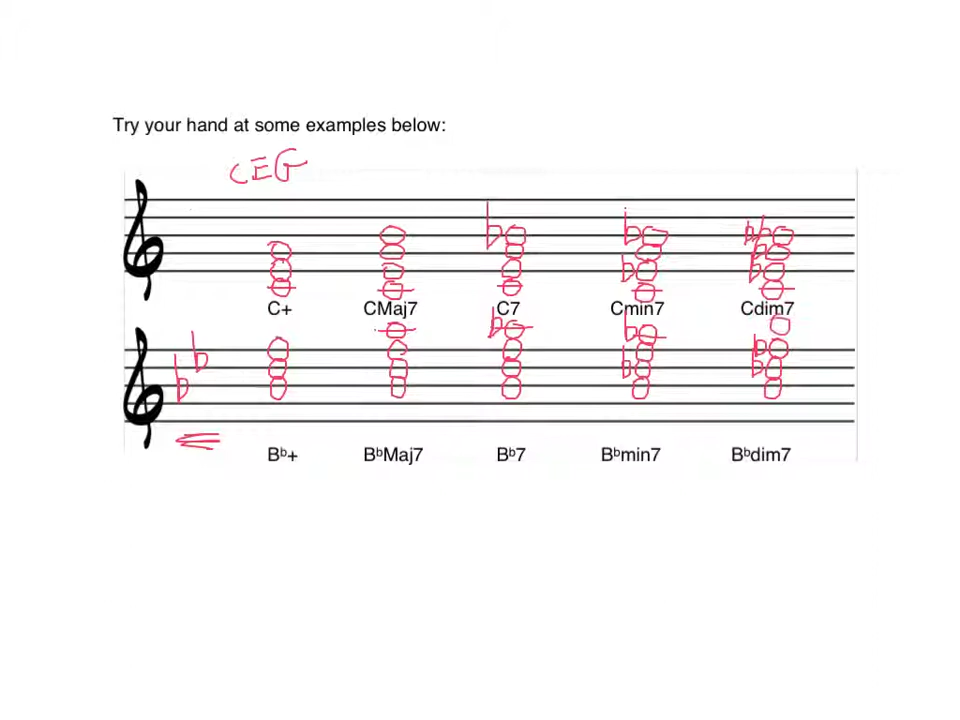 Try your hand at some examples below:
CEG
C+ CMaj7 C7 Cmin7 Cdim7
B♭+ B♭Maj7 B♭7 B♭min7 B♭dim7